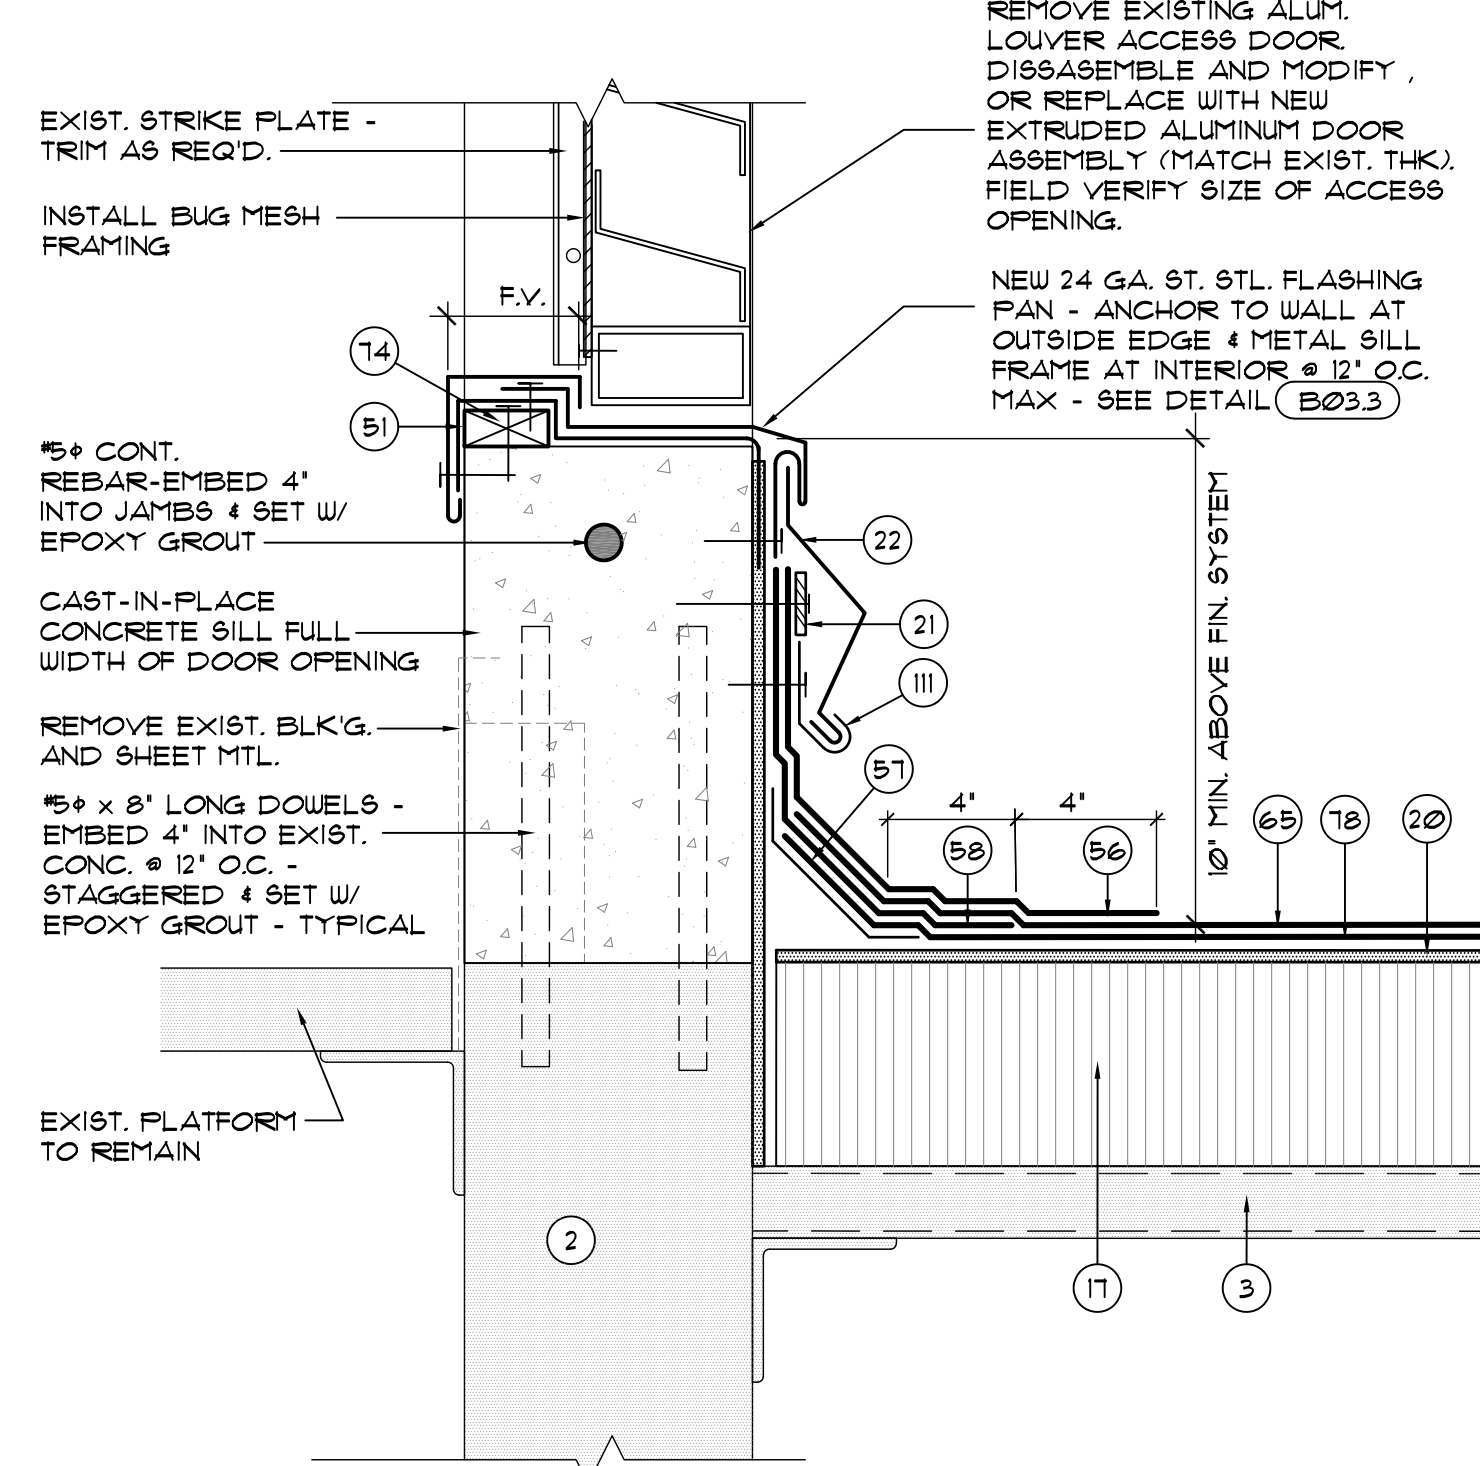 REMOVE EXISTING ALUM.
LOUVER ACCESS DOOR.
DISSASEMBLE AND MODIFY ,
OR REPLACE WITH NEW
EXTRUDED ALUMINUM DOOR
ASSEMBLY (MATCH EXIST. THK).
FIELD VERIFY SIZE OF ACCESS
OPENING.
EXIST. STRIKE PLATE -
TRIM AS REQ'D.
INSTALL BUG MESH
FRAMING
F.V.
NEW 24 GA. ST. STL. FLASHING
PAN - ANCHOR TO WALL AT
OUTSIDE EDGE & METAL SILL
FRAME AT INTERIOR @ 12" O.C.
MAX - SEE DETAIL BØ3.3
74
51
#5φ CONT.
REBAR-EMBED 4"
INTO JAMBS & SET W/
EPOXY GROUT
22
CAST-IN-PLACE
CONCRETE SILL FULL
WIDTH OF DOOR OPENING
21
111
10" MIN. ABOVE FIN. SYSTEM
REMOVE EXIST. BLK'G.
AND SHEET MTL.
57
#5φ x 8" LONG DOWELS -
EMBED 4" INTO EXIST.
CONC. @ 12" O.C. -
STAGGERED & SET W/
EPOXY GROUT - TYPICAL
4" 4"
58 56
65 78 20
EXIST. PLATFORM
TO REMAIN
2
17 3